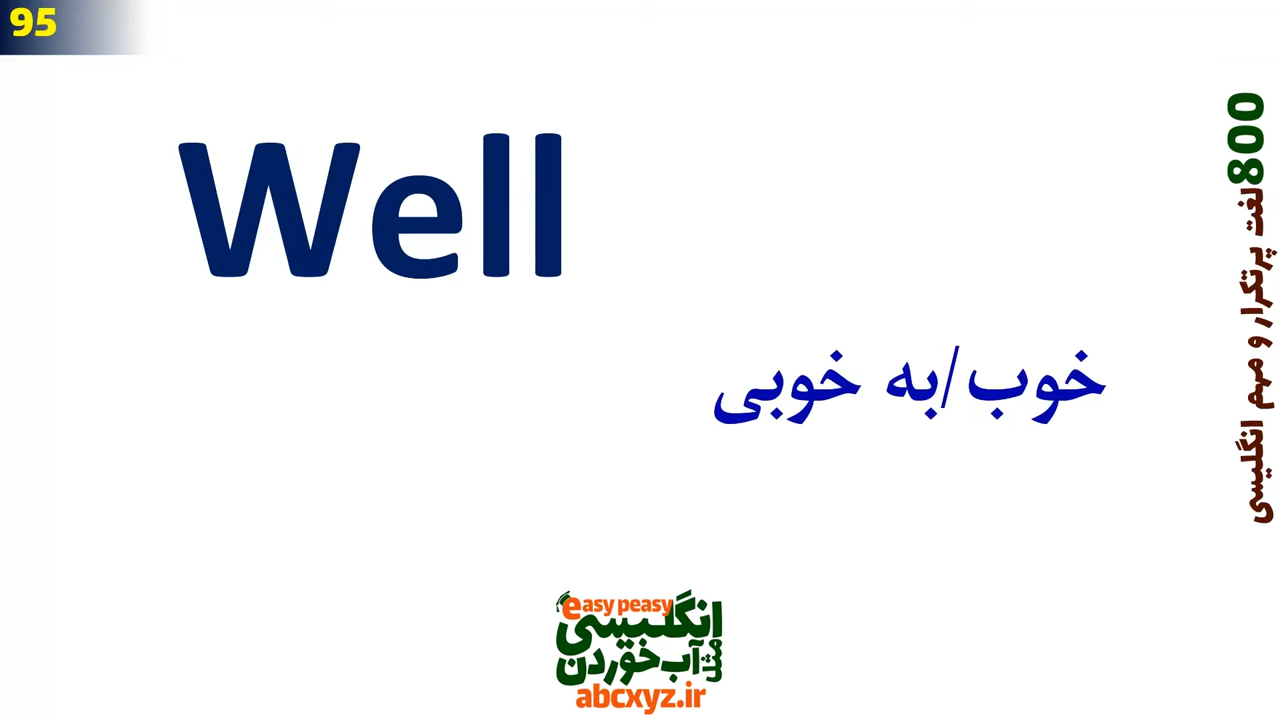 95
Well
خوب/به خوبی
800 لغت پرتکرار و مهم انگلیسی
easy peasy
انگلیسی
مثل آب خوردن
abcxyz.ir